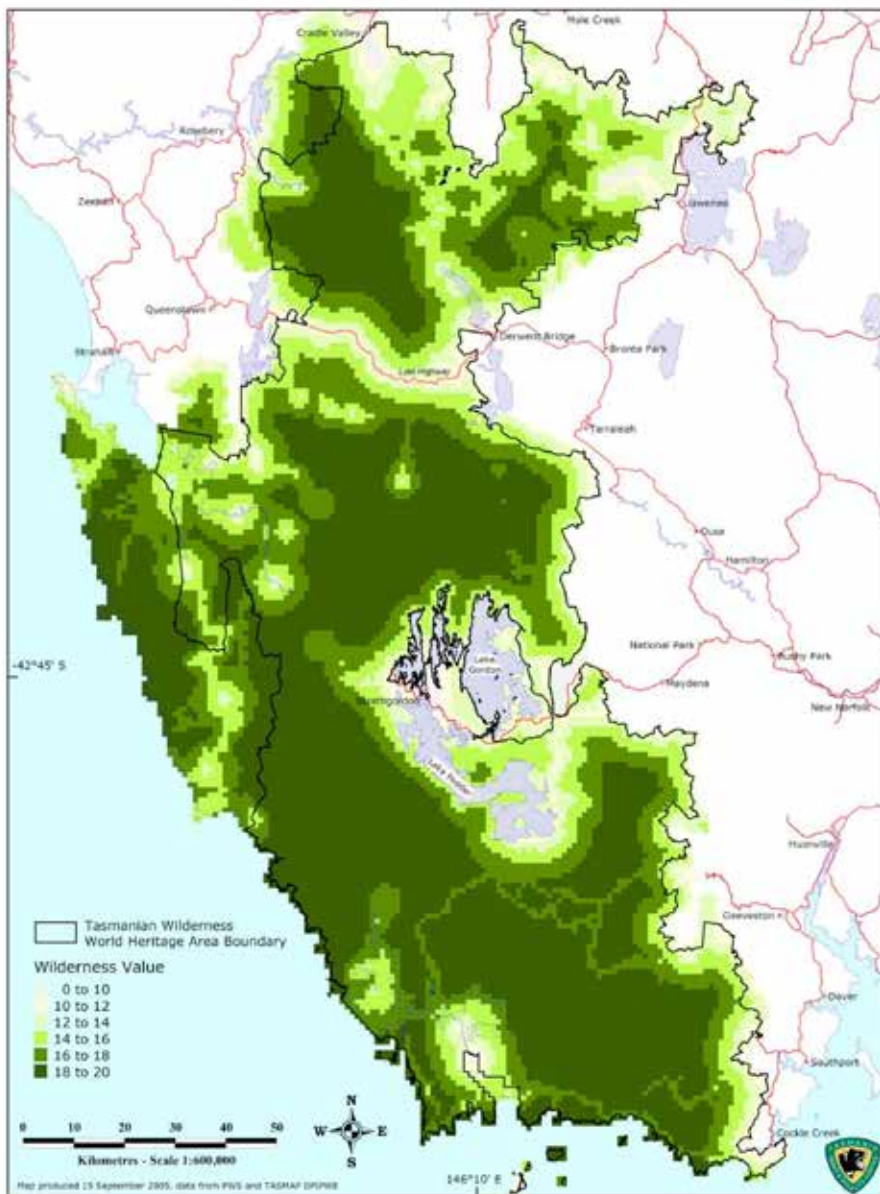 Mole Creek
Cradle Valley
Rosebery
Zeehan
Liawenee
Queenstown
Strahan
Derwent Bridge
Bronte Park
Lyell Highway
Tarraleah
Ouse
Hamilton
National Park
Bushy Park
-42°45' S
Lake Gordon
Maydena
New Norfolk
Strathgordon
Lake Pedder
Huonville
Geeveston
Tasmanian Wilderness
World Heritage Area Boundary
Wilderness Value
0 to 10
10 to 12
12 to 14
14 to 16
16 to 18
18 to 20
Dover
Southport
Cockle Creek
N
W E
S
0 10 20 30 40 50
Kilometres - Scale 1:600,000
146°10' E
Map produced 15 September 2005, data from PWS and TASMAP DPIPWE